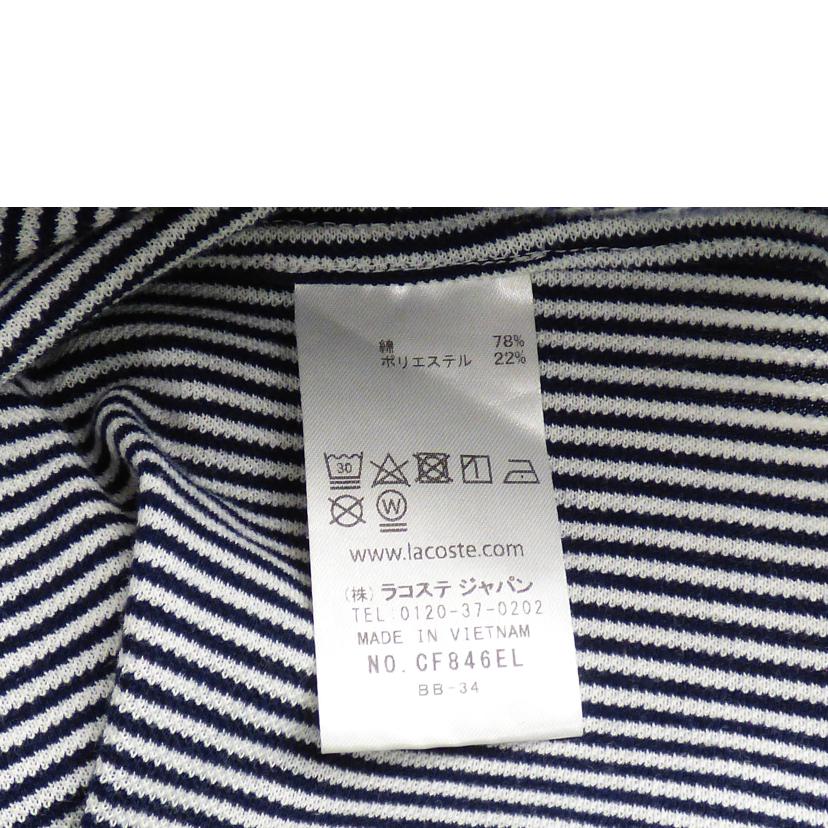 綿 78%
ポリエステル 22%
30
W
www.lacoste.com
(株) ラコステ ジャパン
TEL:0120-37-0202
MADE IN VIETNAM
NO. CF846EL
BB-34